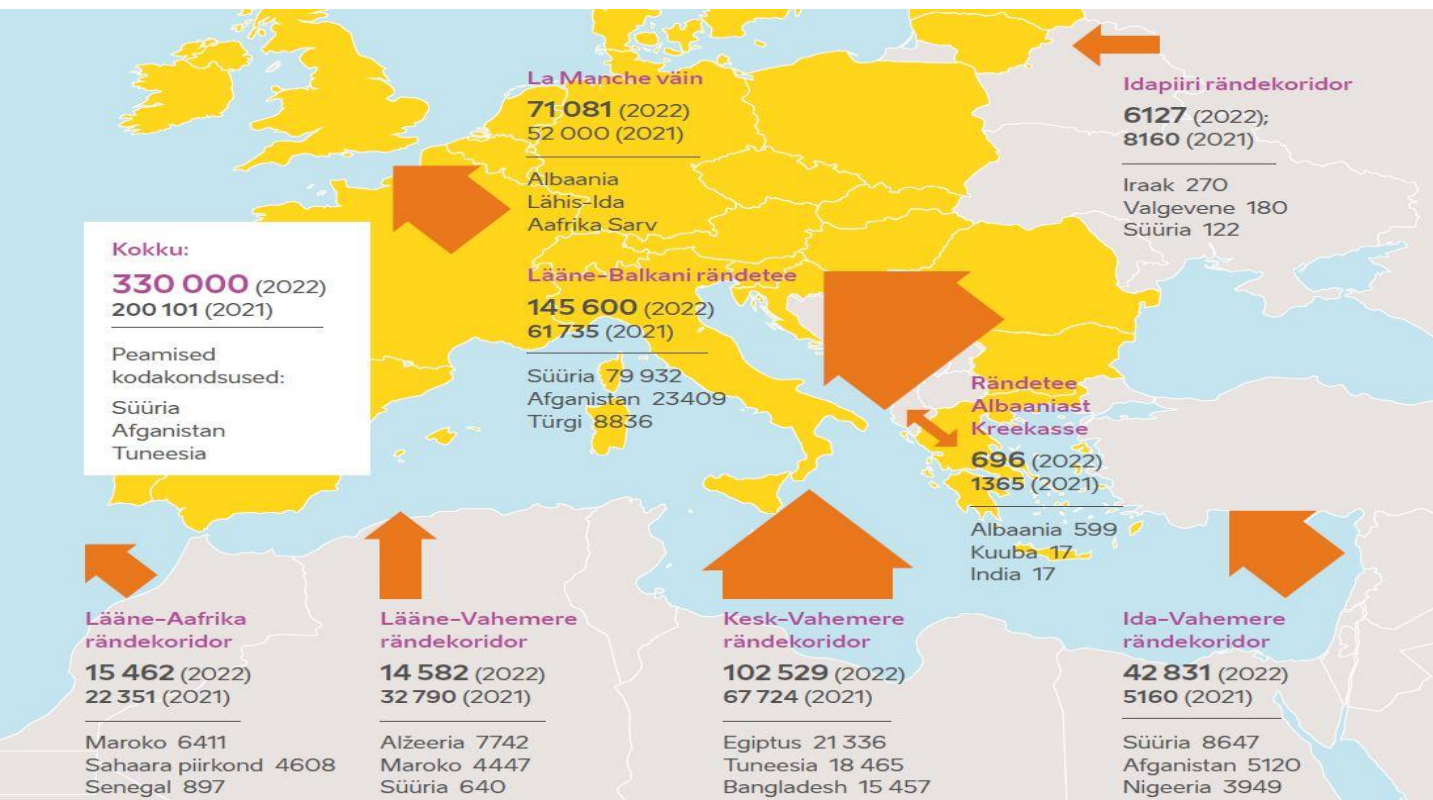 La Manche väin
71 081 (2022)
52 000 (2021)
Albaania
Lähis-Ida
Aafrika Sarv
Idapiiri rändekoridor
6127 (2022);
8160 (2021)
Iraak 270
Valgevene 180
Süüria 122
Kokku:
330 000 (2022)
200 101 (2021)
Peamised
kodakondsused:
Süüria
Afganistan
Tuneesia
Lääne-Balkani rändetee
145 600 (2022)
61 735 (2021)
Süüria 79 932
Afganistan 23409
Türgi 8836
Rändetee
Albaaniast
Kreekasse
696 (2022)
1365 (2021)
Albaania 599
Kuuba 17
India 17
Lääne-Aafrika
rändekoridor
15 462 (2022)
22 351 (2021)
Maroko 6411
Sahaara piirkond 4608
Senegal 897
Lääne-Vahemere
rändekoridor
14 582 (2022)
32 790 (2021)
Alžeeria 7742
Maroko 4447
Süüria 640
Kesk-Vahemere
rändekoridor
102 529 (2022)
67 724 (2021)
Egiptus 21 336
Tuneesia 18 465
Bangladesh 15 457
Ida-Vahemere
rändekoridor
42 831 (2022)
5160 (2021)
Süüria 8647
Afganistan 5120
Nigeeria 3949